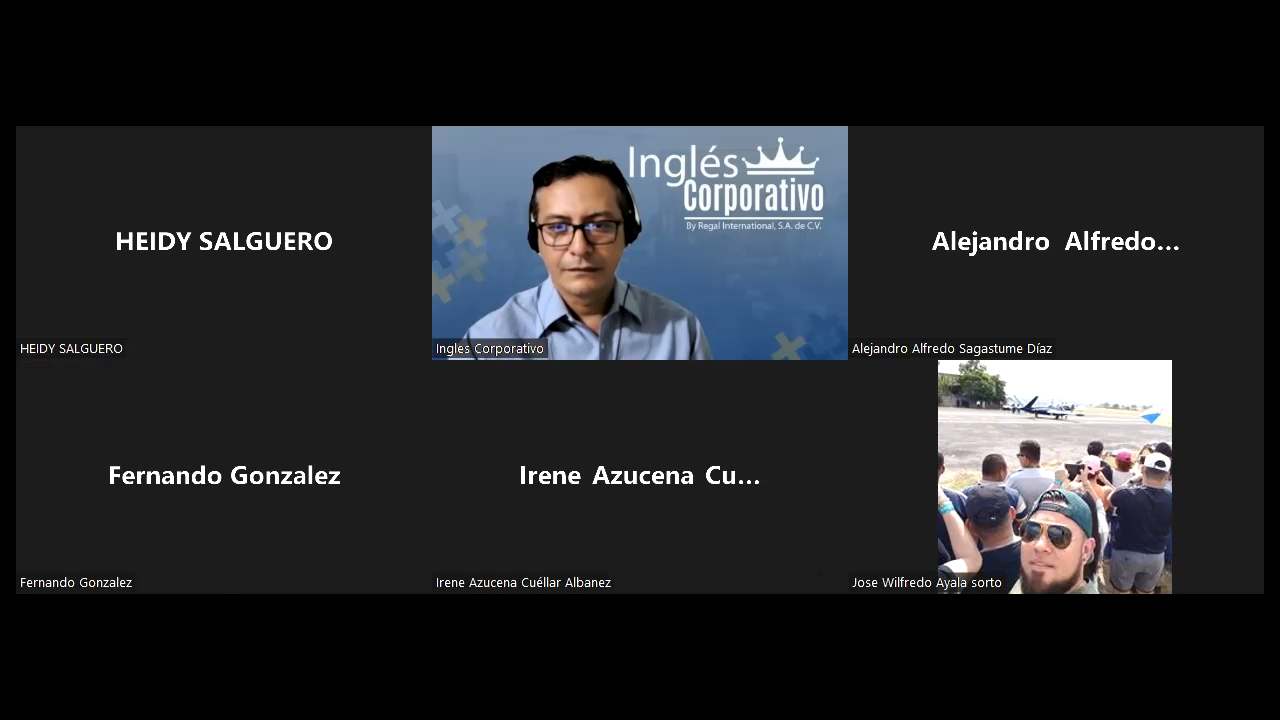 HEIDY SALGUERO
HEIDY SALGUERO
Inglés
Corporativo
By Regal International, S.A. de C.V.
Ingles Corporativo
Alejandro Alfredo...
Alejandro Alfredo Sagastume Díaz
Fernando Gonzalez
Fernando Gonzalez
Irene Azucena Cu...
Irene Azucena Cuéllar Albanez
Jose Wilfredo Ayala sorto